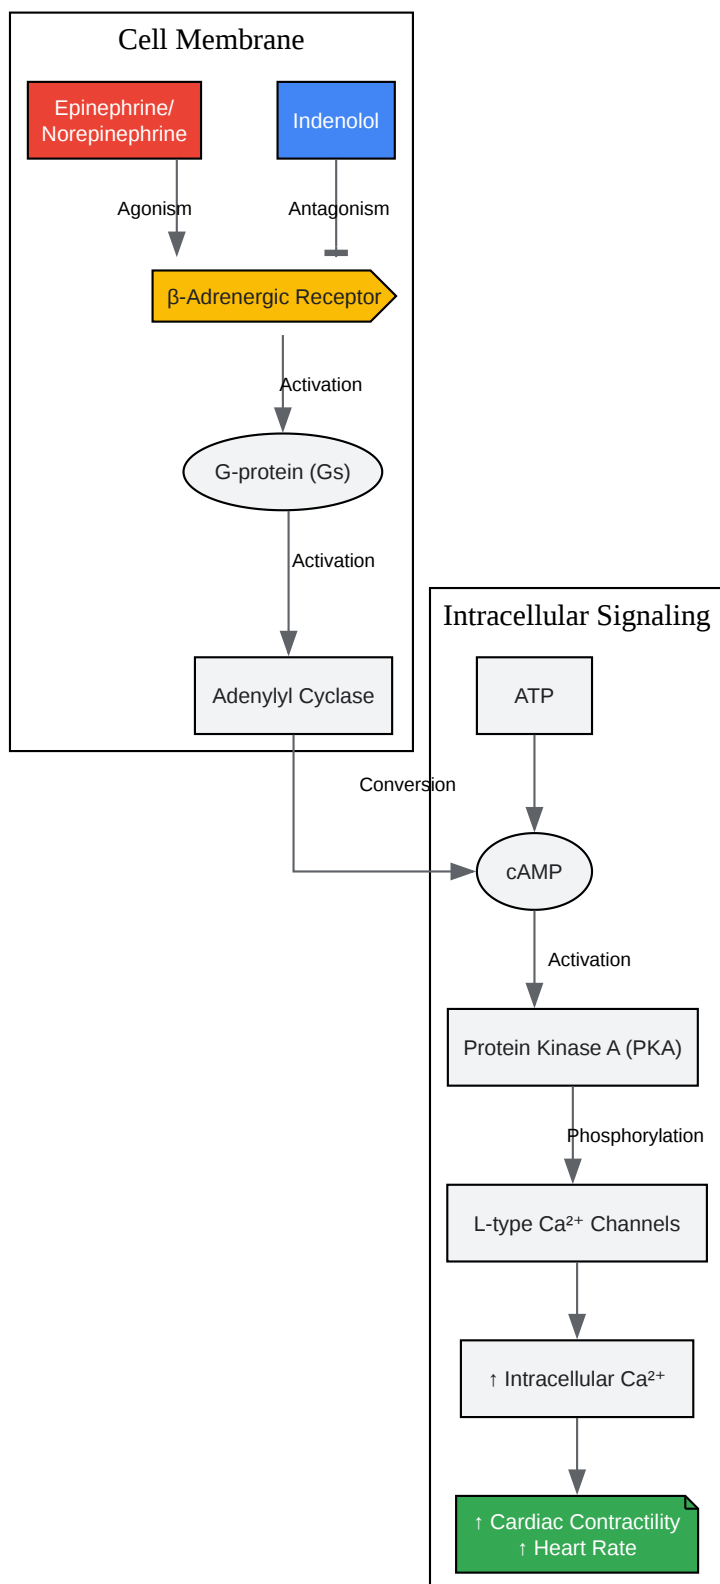 Cell Membrane
Epinephrine/
Norepinephrine
Indenolol
Agonism
Antagonism
β-Adrenergic Receptor
Activation
G-protein (Gs)
Activation
Adenylyl Cyclase
Intracellular Signaling
ATP
Conversion
cAMP
Activation
Protein Kinase A (PKA)
Phosphorylation
L-type Ca²⁺ Channels
↑ Intracellular Ca²⁺
↑ Cardiac Contractility
↑ Heart Rate